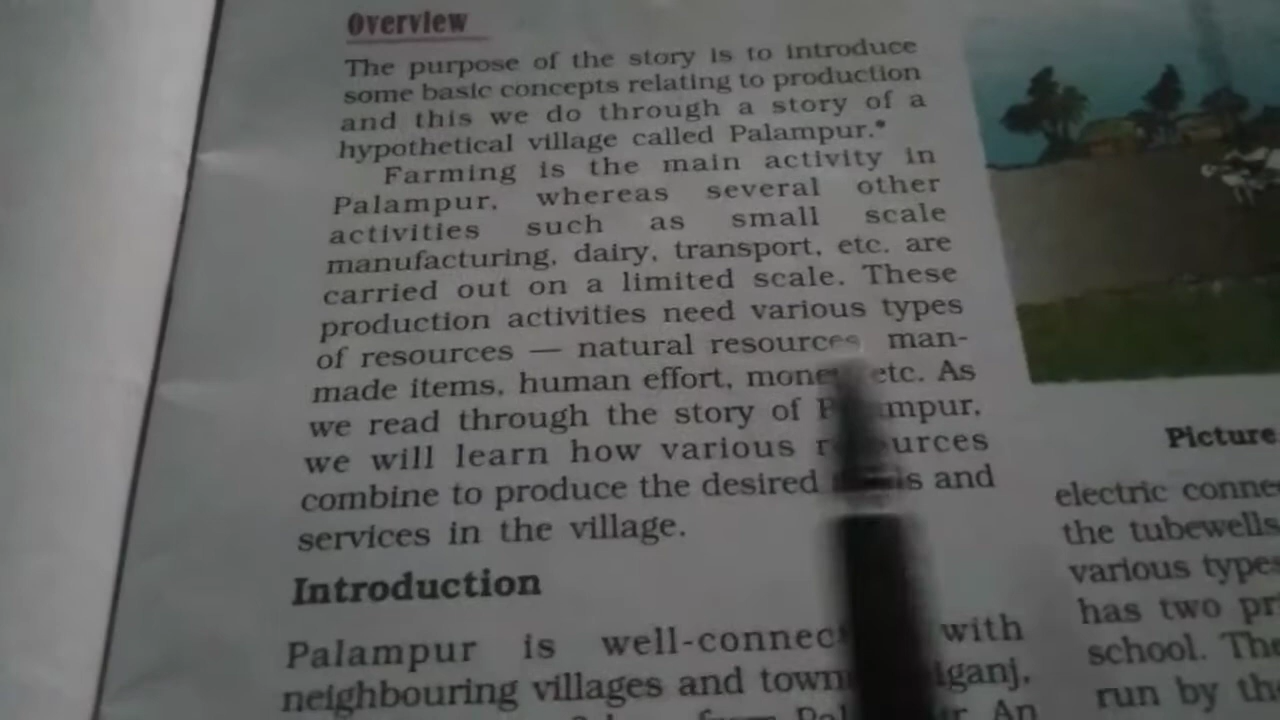 Overview
The purpose of the story is to introduce
some basic concepts relating to production
and this we do through a story of a
hypothetical village called Palampur.*
Farming is the main activity in
Palampur, whereas several other
activities such as small scale
manufacturing, dairy, transport, etc. are
carried out on a limited scale. These
production activities need various types
of resources — natural resources man-
made items, human effort, etc. As
we read through the story of
we will learn how various
combine to produce the desired and
services in the village.
Introduction
Palampur is with
neighbouring villages and
An
Picture
electric
the tubewells
various
has two
school.
run by